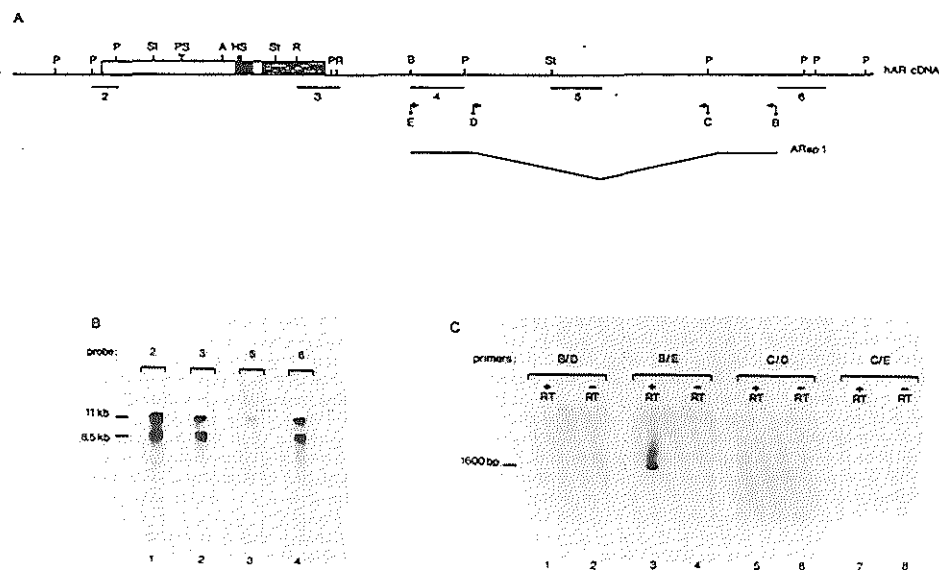 A
P P P St PS A HS St R PR B P St P P P hAR cDNA
2 3 4 5 6
E D C B
ARsp1
B
probe: 2 3 5 6
11 kb
8.5 kb
1 2 3 4
C
primers: B/D B/E C/D C/E
+ − + − + − + −
RT RT RT RT RT RT RT RT
1600 bp
1 2 3 4 5 6 7 8